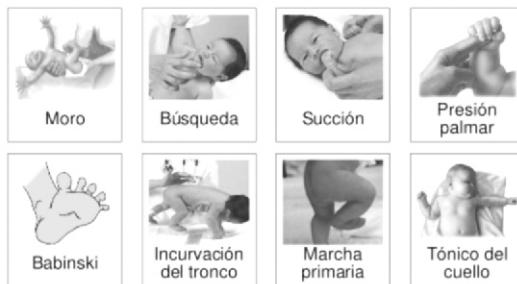 Moro
Búsqueda
Succión
Presión
palmar
Babinski
Incurvación
del tronco
Marcha
primaria
Tónico del
cuello